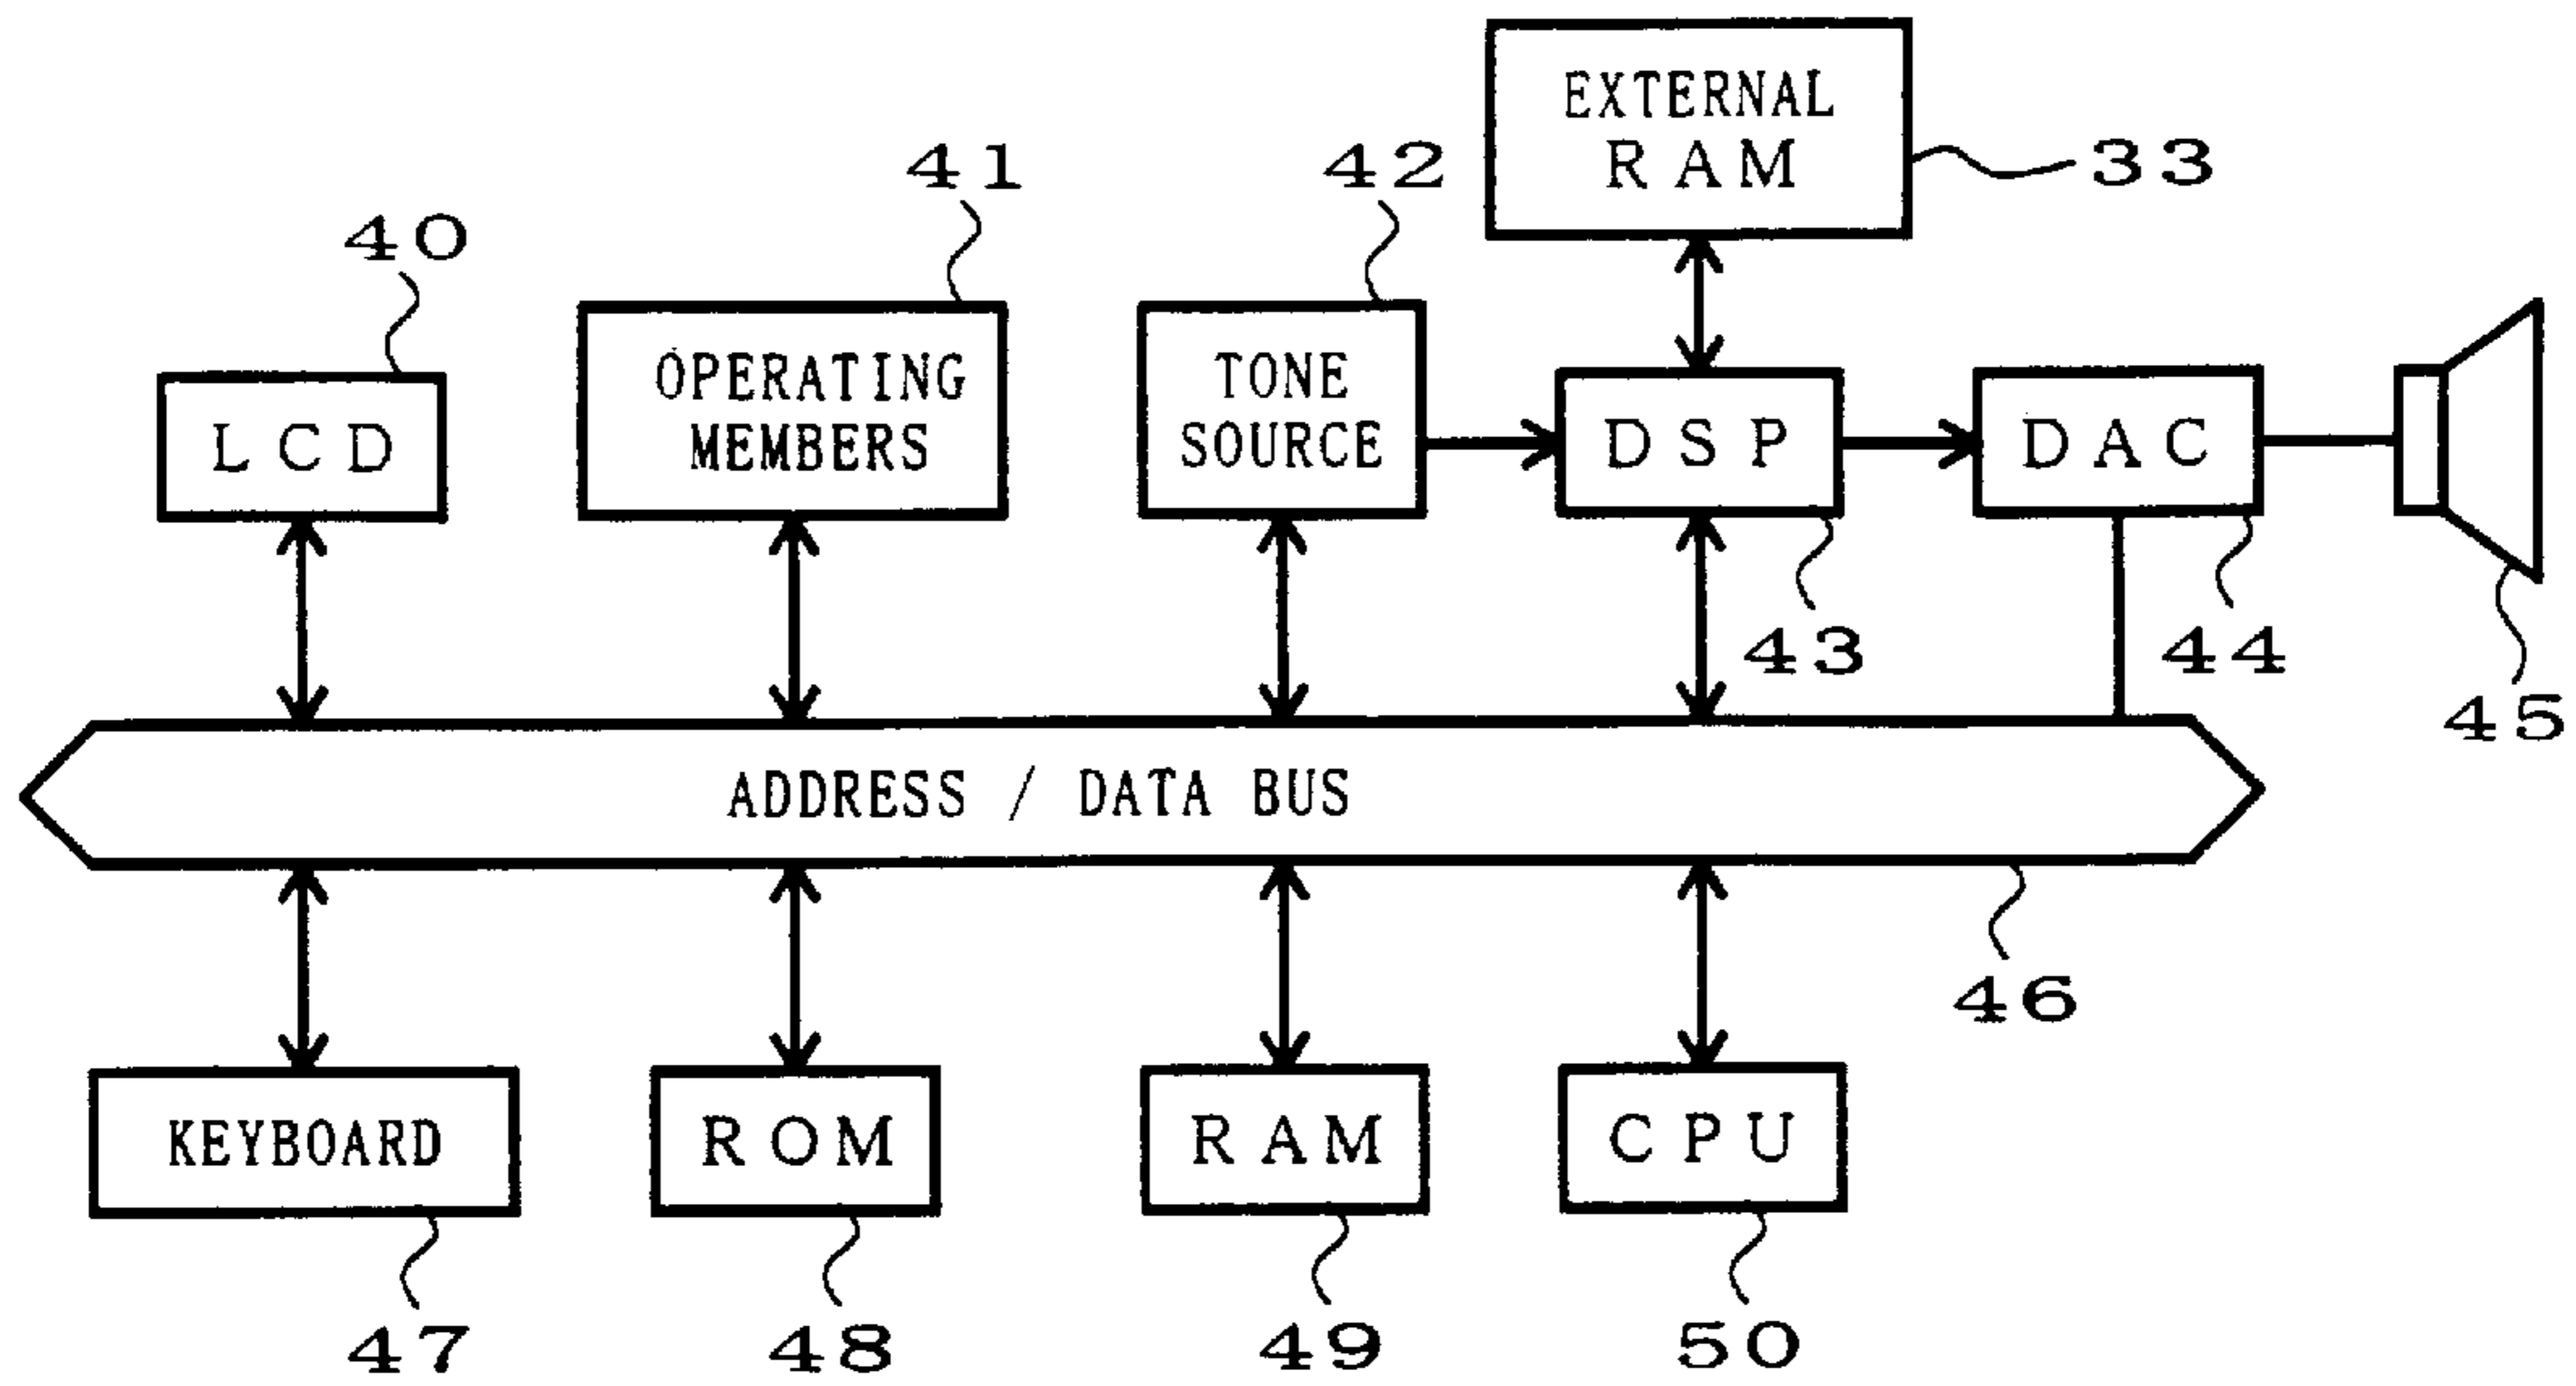 EXTERNAL
RAM
33
40
41
42
LCD
OPERATING
MEMBERS
TONE
SOURCE
DSP
DAC
43
44
45
ADDRESS / DATA BUS
46
KEYBOARD
ROM
RAM
CPU
47
48
49
50